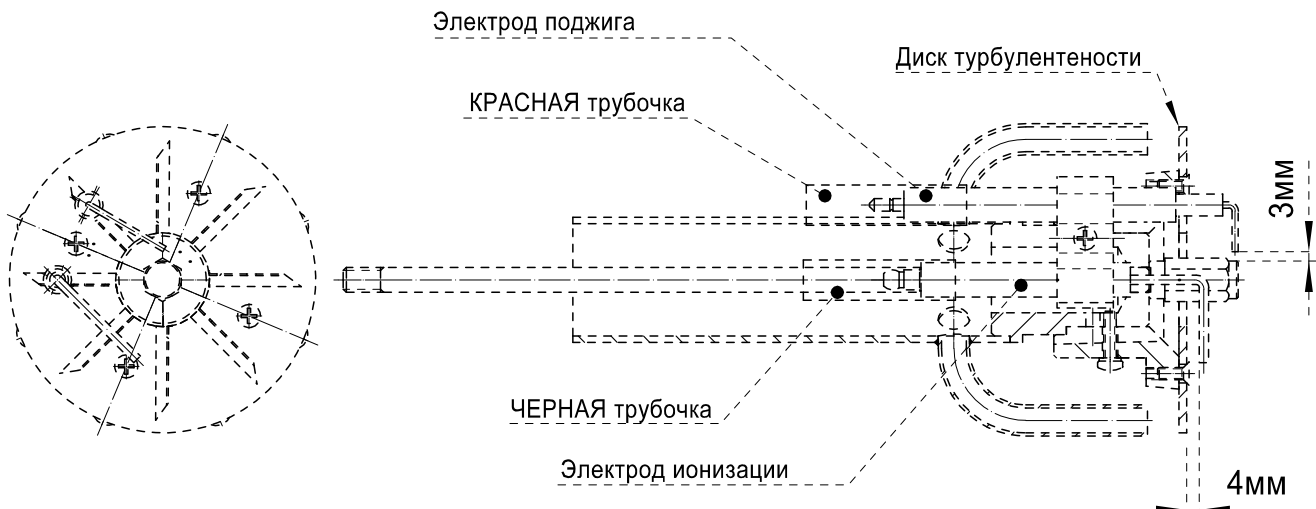 Электрод поджига
Диск турбулентености
КРАСНАЯ трубочка
3мм
ЧЕРНАЯ трубочка
Электрод ионизации
4мм